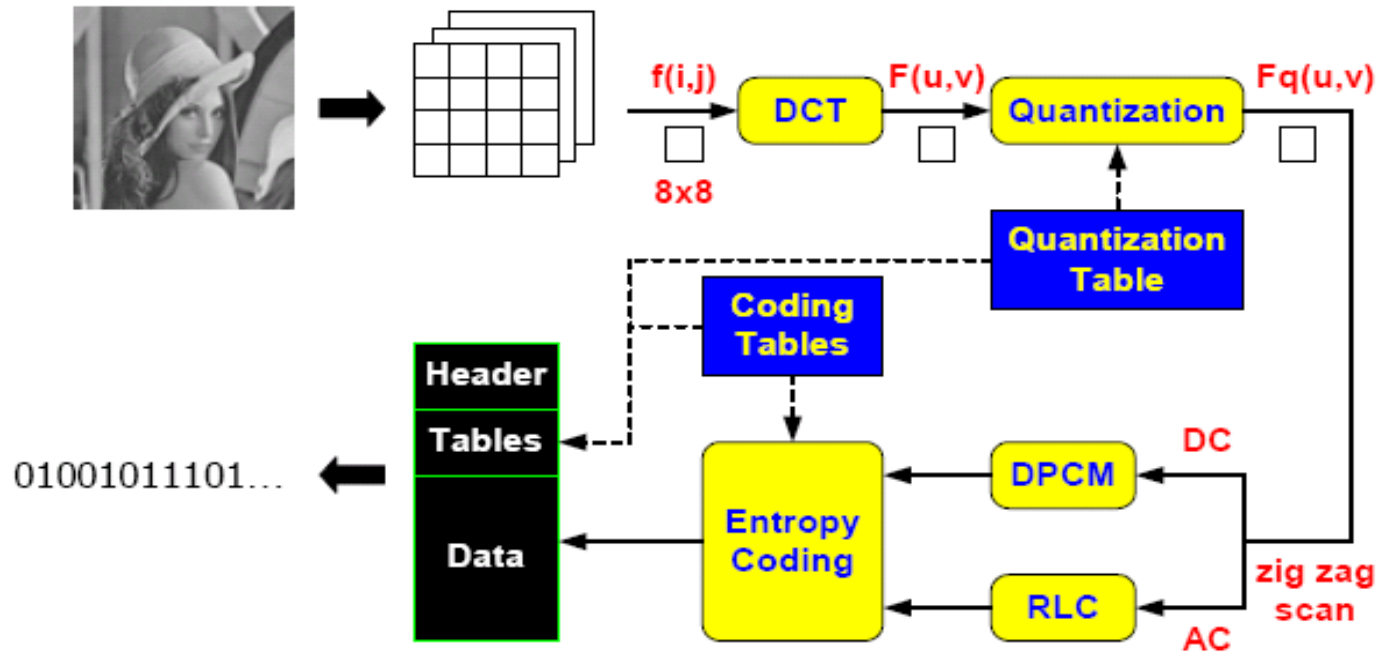 f(i,j)
DCT
F(u,v)
Quantization
Fq(u,v)
8x8
Quantization
Table
Coding
Tables
Header
Tables
Data
01001011101...
Entropy
Coding
DPCM
DC
RLC
AC
zig zag
scan